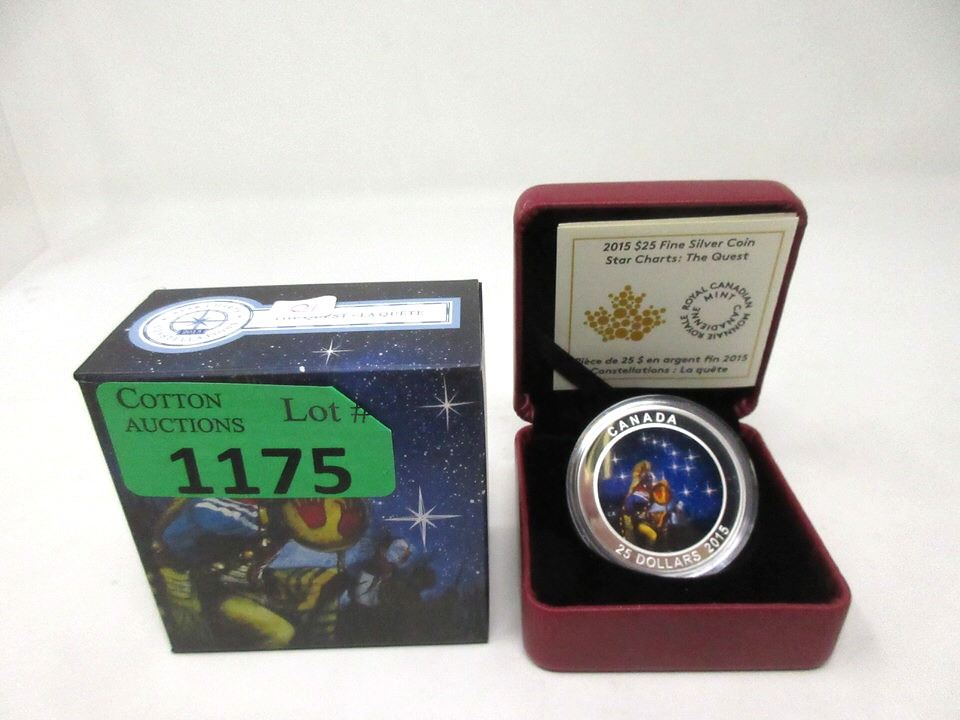 THE QUEST • LA QUÊTE
2015
COTTON
AUCTIONS
Lot #
1175
2015 $25 Fine Silver Coin
Star Charts: The Quest
ROYAL CANADIAN MINT
MONNAIE ROYALE CANADIENNE
Pièce de 25 $ en argent fin 2015
Constellations : La quête
CANADA
25 DOLLARS 2015